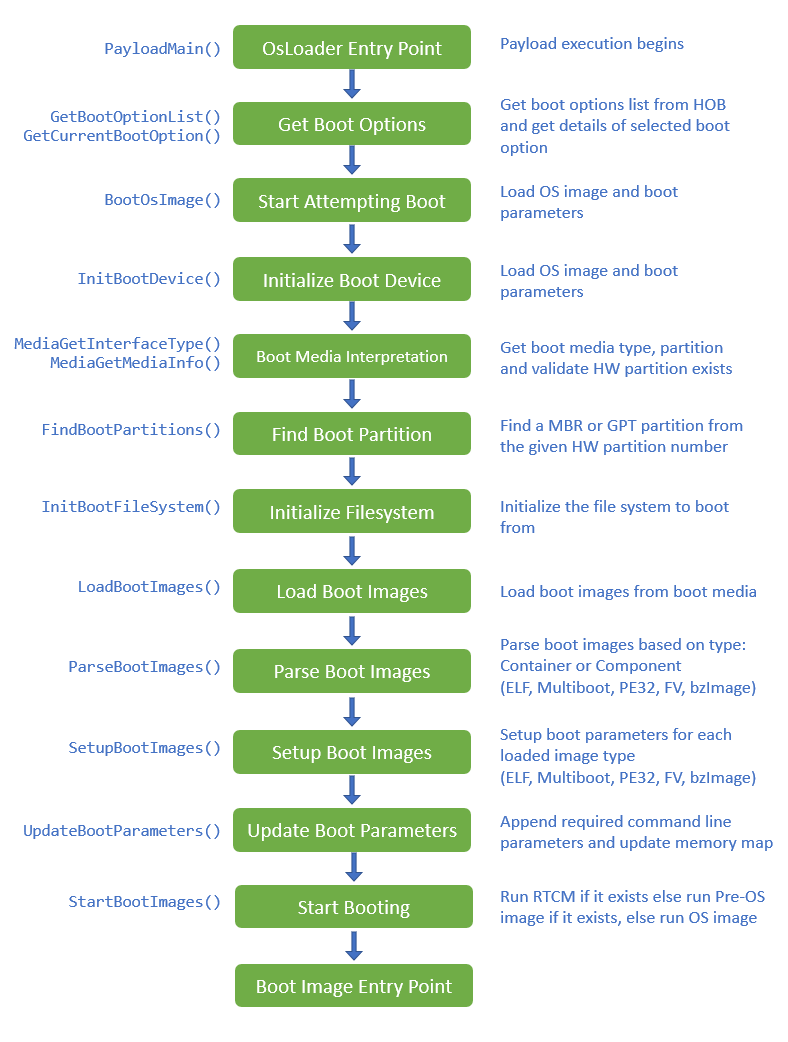 PayloadMain()
OsLoader Entry Point
Payload execution begins
GetBootOptionList()
GetCurrentBootOption()
Get Boot Options
Get boot options list from HOB
and get details of selected boot
option
BootOsImage()
Start Attempting Boot
Load OS image and boot
parameters
InitBootDevice()
Initialize Boot Device
Load OS image and boot
parameters
MediaGetInterfaceType()
MediaGetMediaInfo()
Boot Media Interpretation
Get boot media type, partition
and validate HW partition exists
FindBootPartitions()
Find Boot Partition
Find a MBR or GPT partition from
the given HW partition number
InitBootFileSystem()
Initialize Filesystem
Initialize the file system to boot
from
LoadBootImages()
Load Boot Images
Load boot images from boot media
ParseBootImages()
Parse Boot Images
Parse boot images based on type:
Container or Component
(ELF, Multiboot, PE32, FV, bzImage)
SetupBootImages()
Setup Boot Images
Setup boot parameters for each
loaded image type
(ELF, Multiboot, PE32, FV, bzImage)
UpdateBootParameters()
Update Boot Parameters
Append required command line
parameters and update memory map
StartBootImages()
Start Booting
Run RTCM if it exists else run Pre-OS
image if it exists, else run OS image
Boot Image Entry Point